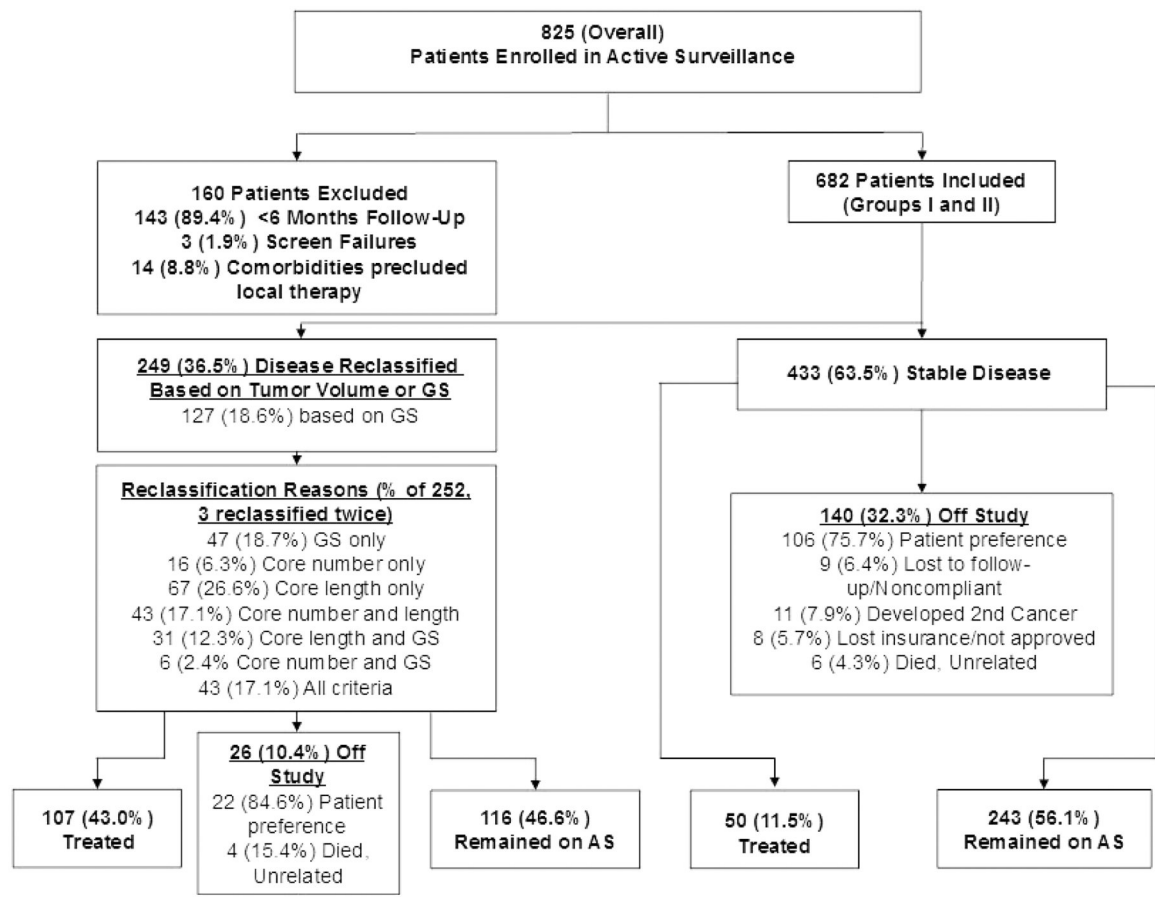 825 (Overall)
Patients Enrolled in Active Surveillance
160 Patients Excluded
143 (89.4%) <6 Months Follow-Up
3 (1.9%) Screen Failures
14 (8.8%) Comorbidities precluded
local therapy
682 Patients Included
(Groups I and II)
249 (36.5%) Disease Reclassified
Based on Tumor Volume or GS
127 (18.6%) based on GS
433 (63.5%) Stable Disease
Reclassification Reasons (% of 252,
3 reclassified twice)
47 (18.7%) GS only
16 (6.3%) Core number only
67 (26.6%) Core length only
43 (17.1%) Core number and length
31 (12.3%) Core length and GS
6 (2.4% Core number and GS
43 (17.1%) All criteria
140 (32.3%) Off Study
106 (75.7%) Patient preference
9 (6.4%) Lost to follow-
up/Noncompliant
11 (7.9%) Developed 2nd Cancer
8 (5.7%) Lost insurance/not approved
6 (4.3%) Died, Unrelated
107 (43.0%)
Treated
26 (10.4%) Off
Study
22 (84.6%) Patient
preference
4 (15.4%) Died,
Unrelated
116 (46.6%)
Remained on AS
50 (11.5%)
Treated
243 (56.1%)
Remained on AS